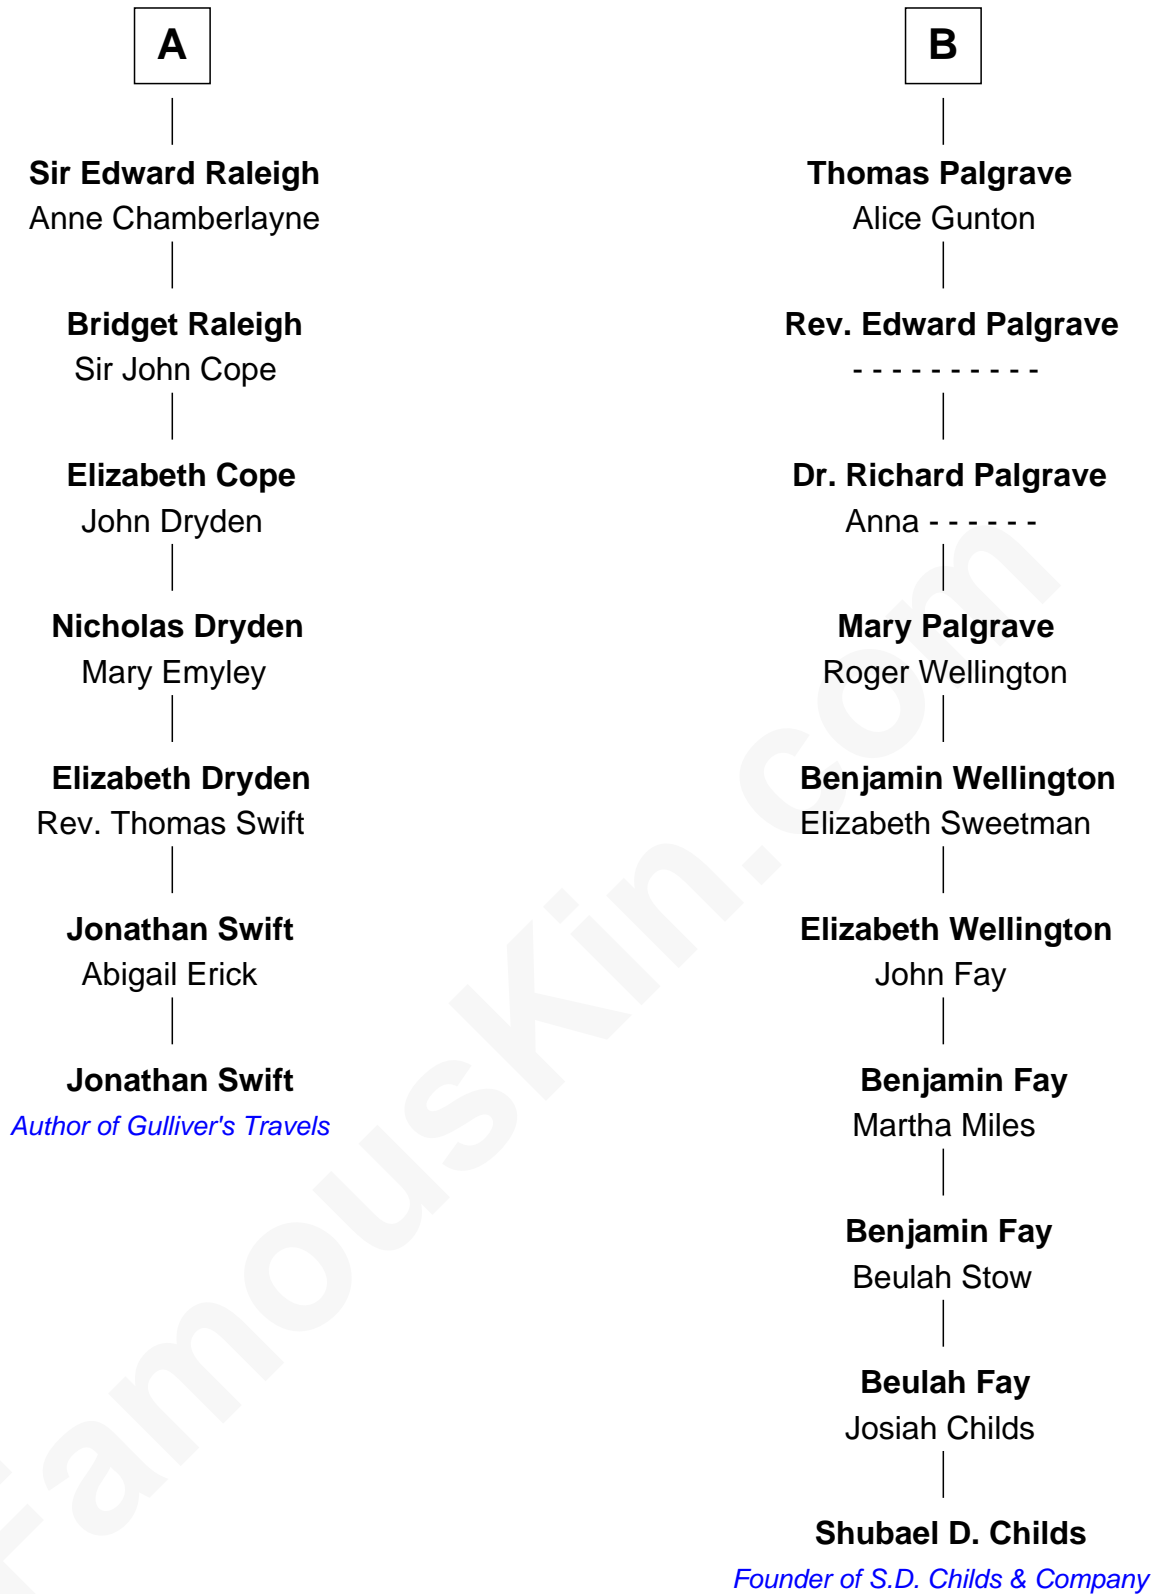 A
Sir Edward Raleigh
Anne Chamberlayne
Bridget Raleigh
Sir John Cope
Elizabeth Cope
John Dryden
Nicholas Dryden
Mary Emyley
Elizabeth Dryden
Rev. Thomas Swift
Jonathan Swift
Abigail Erick
Jonathan Swift
Author of Gulliver's Travels
B
Thomas Palgrave
Alice Gunton
Rev. Edward Palgrave
- - - - - - - - - -
Dr. Richard Palgrave
Anna - - - - - -
Mary Palgrave
Roger Wellington
Benjamin Wellington
Elizabeth Sweetman
Elizabeth Wellington
John Fay
Benjamin Fay
Martha Miles
Benjamin Fay
Beulah Stow
Beulah Fay
Josiah Childs
Shubael D. Childs
Founder of S.D. Childs & Company
FamousKin.com